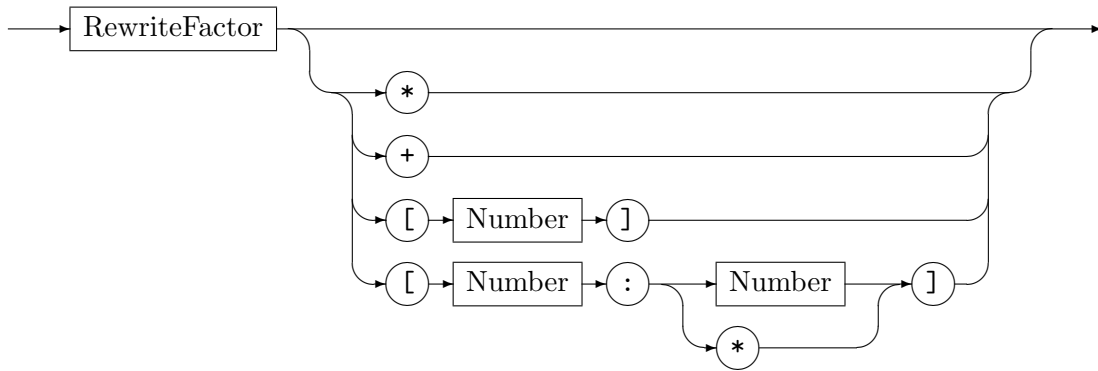 RewriteFactor
*
+
[ Number ]
[ Number : Number ]
*